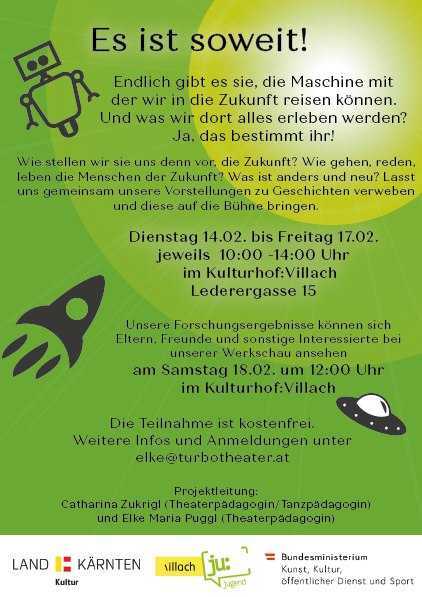 Es ist soweit!
Endlich gibt es sie, die Maschine mit
der wir in die Zukunft reisen können.
Und was wir dort alles erleben werden?
Ja, das bestimmt ihr!
Wie stellen wir sie uns denn vor, die Zukunft? Wie gehen, reden,
leben die Menschen der Zukunft? Was ist anders und neu? Lasst
uns gemeinsam unsere Vorstellungen zu Geschichten verweben
und diese auf die Bühne bringen.
Dienstag 14.02. bis Freitag 17.02.
jeweils 10:00 -14:00 Uhr
im Kulturhof:Villach
Lederergasse 15
Unsere Forschungsergebnisse können sich
Eltern, Freunde und sonstige Interessierte bei
unserer Werkschau ansehen
am Samstag 18.02. um 12:00 Uhr
im Kulturhof:Villach
Die Teilnahme ist kostenfrei.
Weitere Infos und Anmeldungen unter
elke@turbotheater.at
Projektleitung:
Catharina Zukrigl (Theaterpädagogin/Tanzpädagogin)
und Elke Maria Puggl (Theaterpädagogin)
LAND KÄRNTEN
Kultur
villach
ju:
jugend
Bundesministerium
Kunst, Kultur,
öffentlicher Dienst und Sport